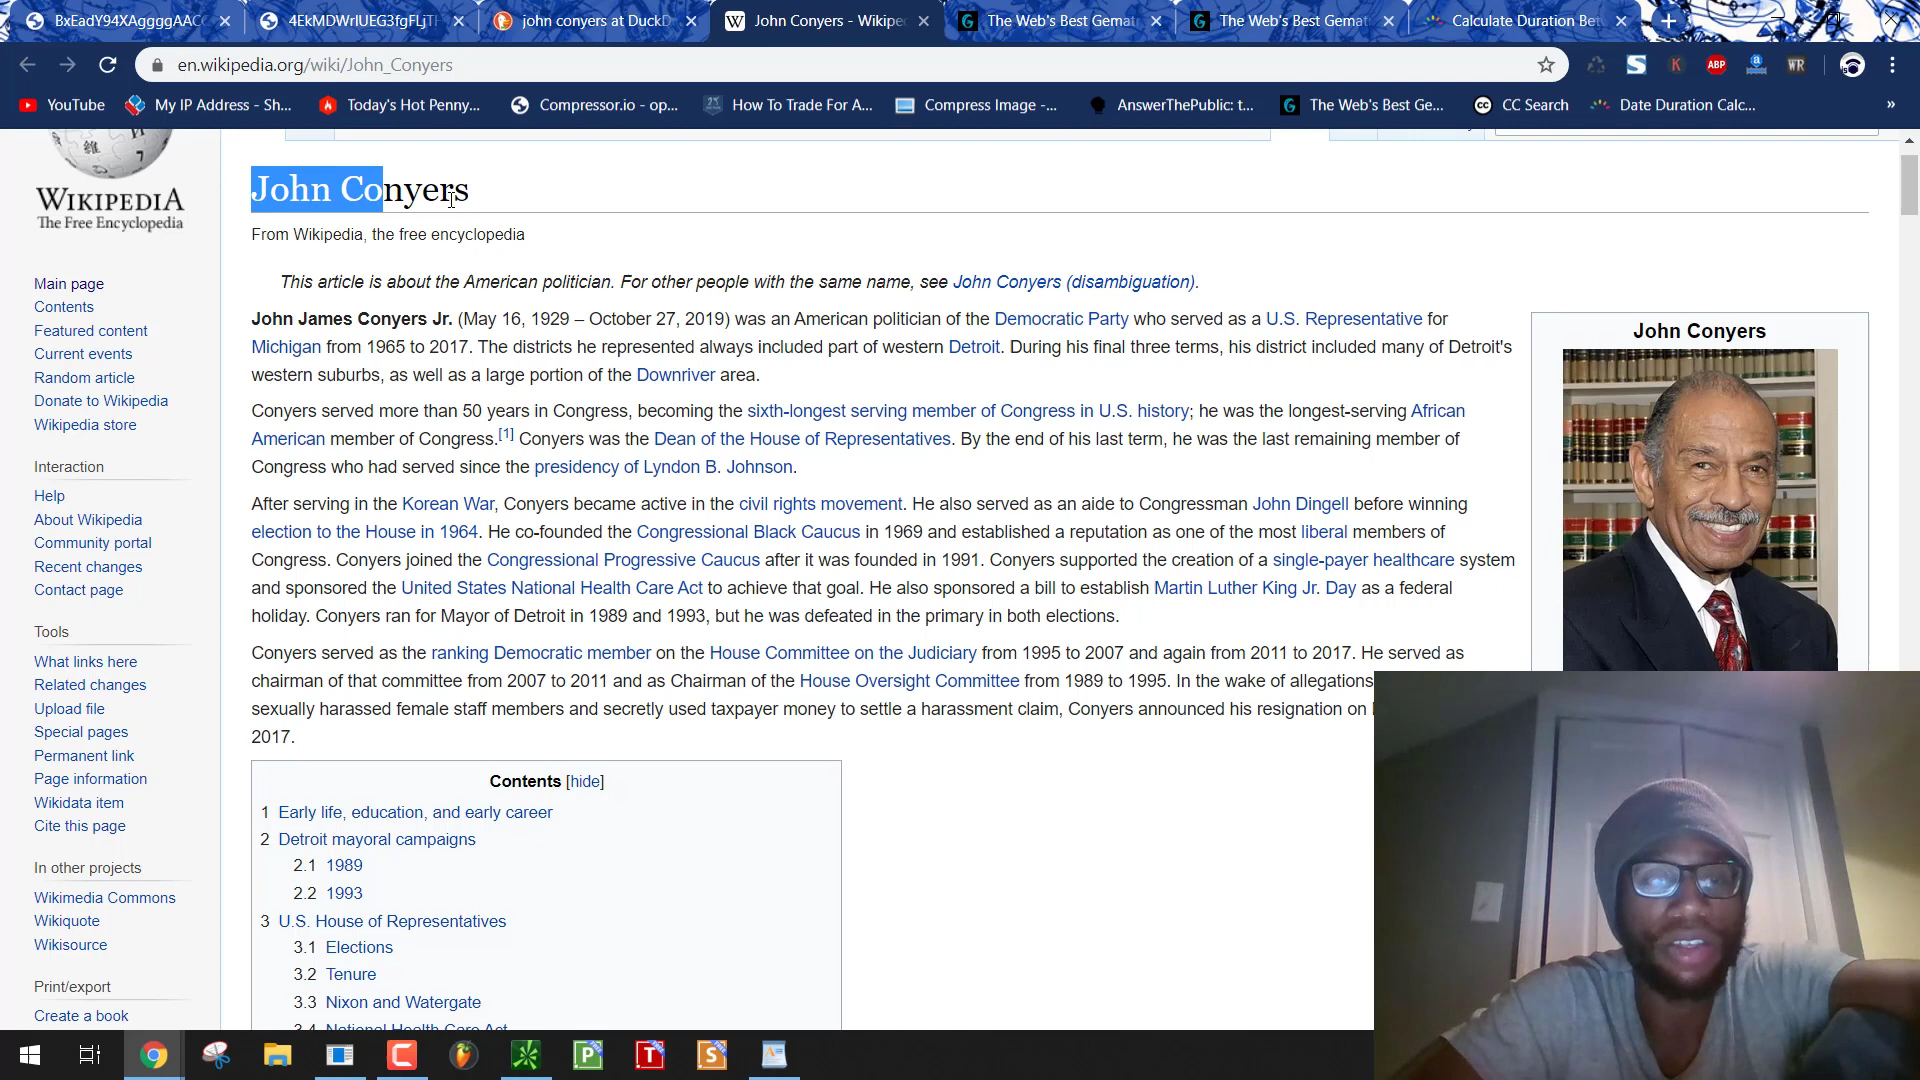 BxEadY94XAggggAACC
4EkMDWrIUEG3fgFLjTH
john conyers at DuckD
John Conyers - Wikipe
The Web's Best Gemat
The Web's Best Gemat
Calculate Duration Bet
en.wikipedia.org/wiki/John_Conyers
ABP
WR
YouTube
My IP Address - Sh...
Today's Hot Penny...
Compressor.io - op...
How To Trade For A...
Compress Image -...
AnswerThePublic: t...
The Web's Best Ge...
CC Search
Date Duration Calc...
»
WIKIPEDIA
The Free Encyclopedia
Main page
Contents
Featured content
Current events
Random article
Donate to Wikipedia
Wikipedia store
Interaction
Help
About Wikipedia
Community portal
Recent changes
Contact page
Tools
What links here
Related changes
Upload file
Special pages
Permanent link
Page information
Wikidata item
Cite this page
In other projects
Wikimedia Commons
Wikiquote
Wikisource
Print/export
Create a book
John Conyers
From Wikipedia, the free encyclopedia
This article is about the American politician. For other people with the same name, see John Conyers (disambiguation).
John James Conyers Jr. (May 16, 1929 – October 27, 2019) was an American politician of the Democratic Party who served as a U.S. Representative for
Michigan from 1965 to 2017. The districts he represented always included part of western Detroit. During his final three terms, his district included many of Detroit's
western suburbs, as well as a large portion of the Downriver area.
Conyers served more than 50 years in Congress, becoming the sixth-longest serving member of Congress in U.S. history; he was the longest-serving African
American member of Congress.[1] Conyers was the Dean of the House of Representatives. By the end of his last term, he was the last remaining member of
Congress who had served since the presidency of Lyndon B. Johnson.
After serving in the Korean War, Conyers became active in the civil rights movement. He also served as an aide to Congressman John Dingell before winning
election to the House in 1964. He co-founded the Congressional Black Caucus in 1969 and established a reputation as one of the most liberal members of
Congress. Conyers joined the Congressional Progressive Caucus after it was founded in 1991. Conyers supported the creation of a single-payer healthcare system
and sponsored the United States National Health Care Act to achieve that goal. He also sponsored a bill to establish Martin Luther King Jr. Day as a federal
holiday. Conyers ran for Mayor of Detroit in 1989 and 1993, but he was defeated in the primary in both elections.
Conyers served as the ranking Democratic member on the House Committee on the Judiciary from 1995 to 2007 and again from 2011 to 2017. He served as
chairman of that committee from 2007 to 2011 and as Chairman of the House Oversight Committee from 1989 to 1995. In the wake of allegations
sexually harassed female staff members and secretly used taxpayer money to settle a harassment claim, Conyers announced his resignation on
2017.
Contents [hide]
1 Early life, education, and early career
2 Detroit mayoral campaigns
2.1 1989
2.2 1993
3 U.S. House of Representatives
3.1 Elections
3.2 Tenure
3.3 Nixon and Watergate
3.4 National Health Care Act
John Conyers